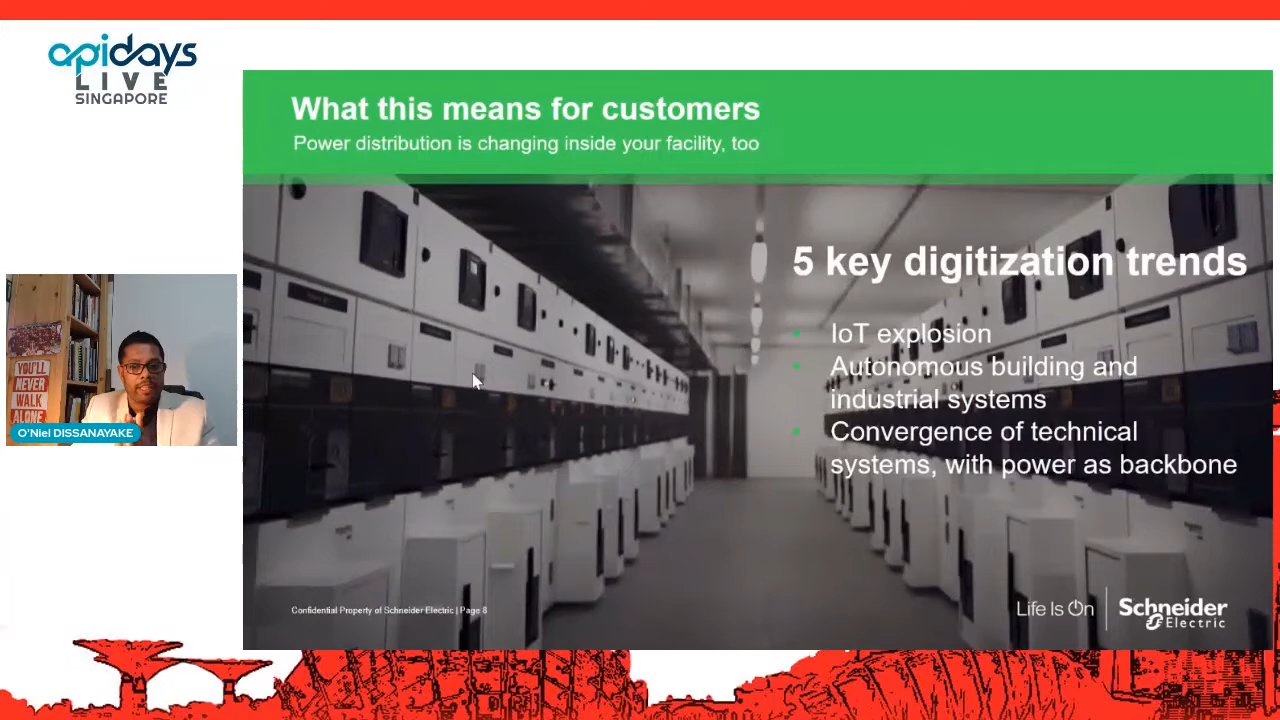 apidays
LIVE
SINGAPORE
What this means for customers
Power distribution is changing inside your facility, too
5 key digitization trends
IoT explosion
Autonomous building and
industrial systems
Convergence of technical
systems, with power as backbone
YOU'LL
NEVER
WALK
ALONE
O'Niel DISSANAYAKE
Confidential Property of Schneider Electric | Page 8
Life Is On
Schneider
Electric